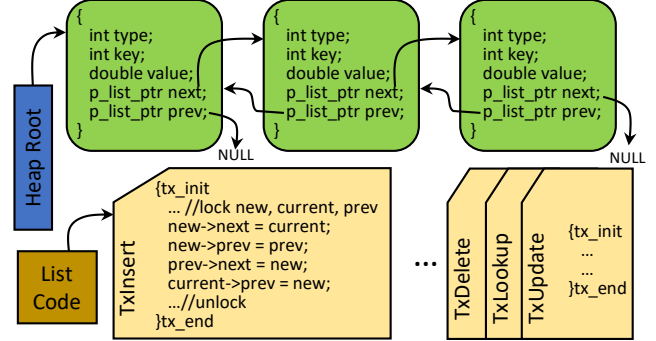 {
int type;
int key;
double value;
p_list_ptr next;
p_list_ptr prev;
}
{
int type;
int key;
double value;
p_list_ptr next;
p_list_ptr prev;
}
{
int type;
int key;
double value;
p_list_ptr next;
p_list_ptr prev;
}
NULL
NULL
Heap Root
List
Code
TxInsert
{tx_init
... //lock new, current, prev
new->next = current;
new->prev = prev;
prev->next = new;
current->prev = new;
...//unlock
}tx_end
...
TxDelete
TxLookup
TxUpdate
{tx_init
...
...
}tx_end